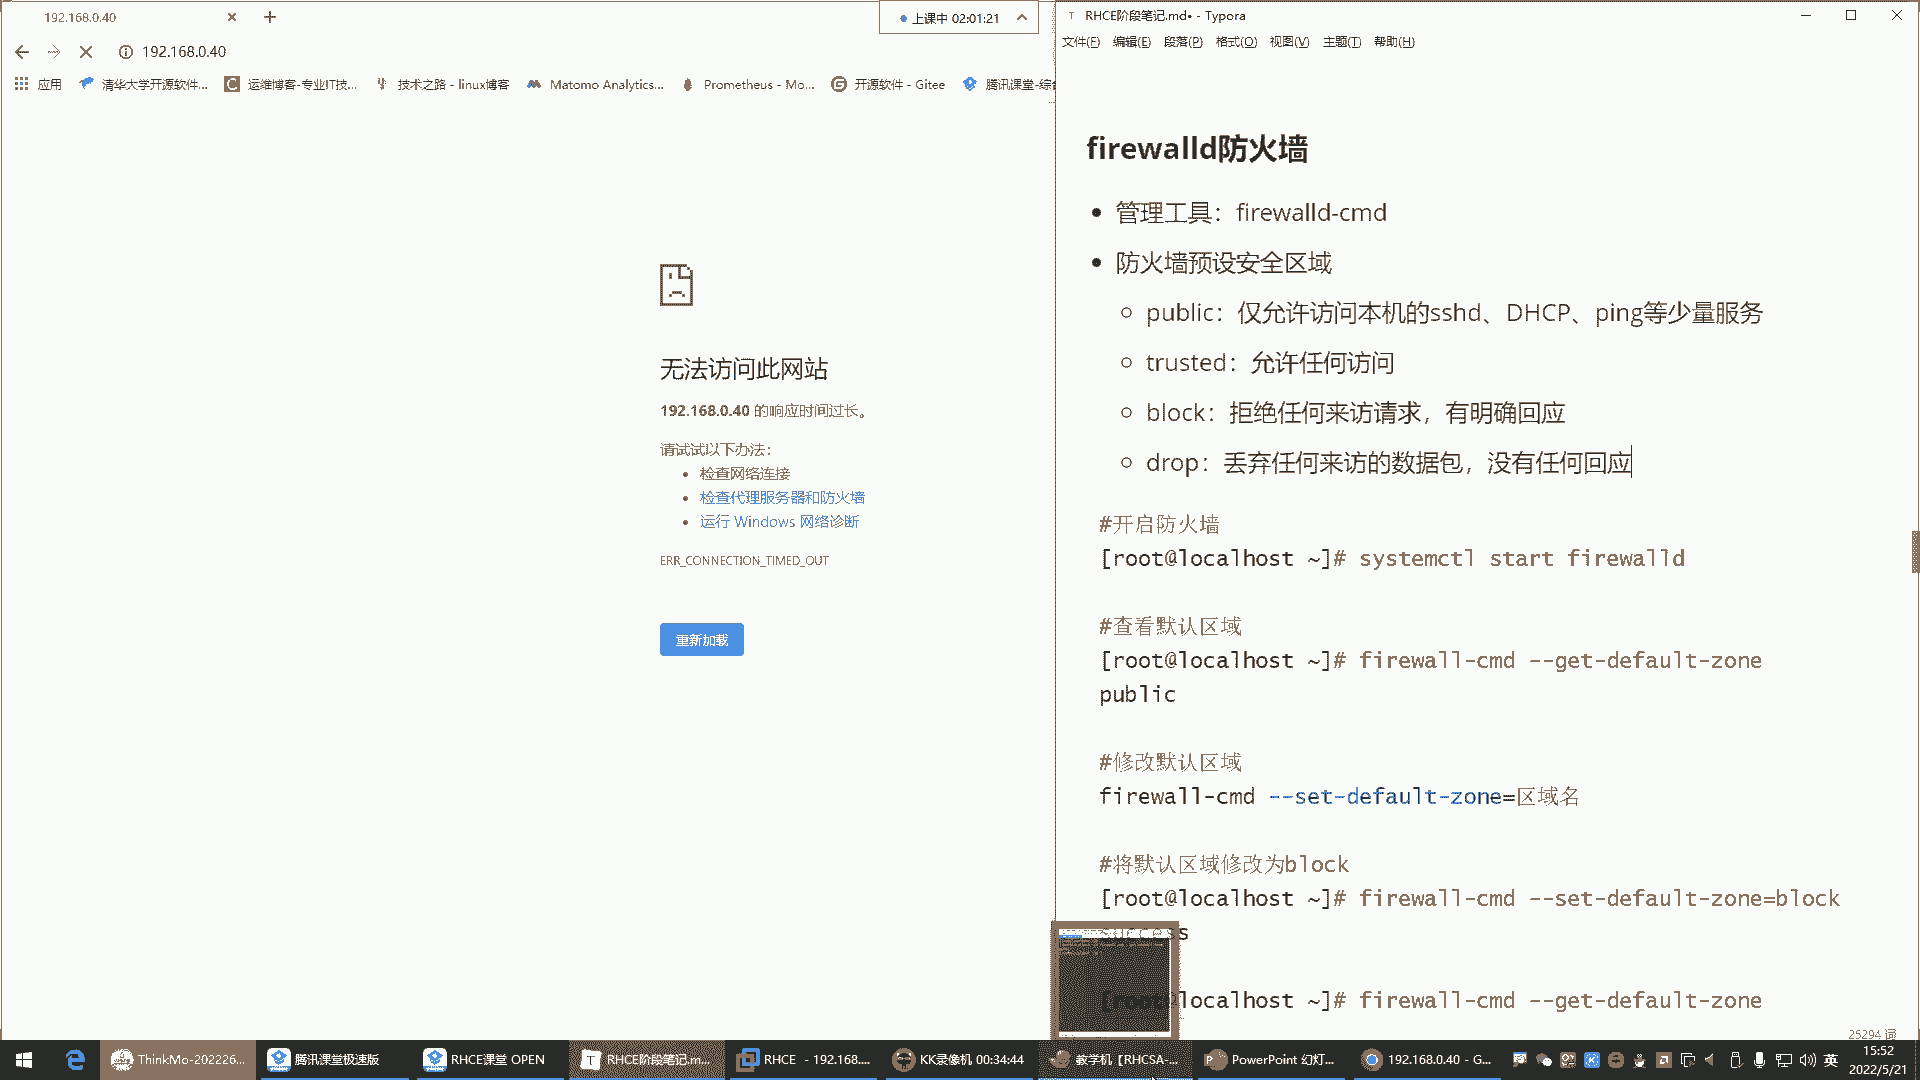 192.168.0.40
上课中 02:01:21
192.168.0.40
应用
清华大学开源软件...
运维博客-专业IT技...
技术之路 - linux博客
Matomo Analytics...
Prometheus - Mo...
开源软件 - Gitee
腾讯课堂-综合
无法访问此网站
192.168.0.40 的响应时间过长。
请试试以下办法：
检查网络连接
检查代理服务器和防火墙
运行 Windows 网络诊断
ERR_CONNECTION_TIMED_OUT
重新加载
RHCE阶段笔记.md• - Typora
文件(F) 编辑(E) 段落(P) 格式(O) 视图(V) 主题(T) 帮助(H)
firewalld防火墙
管理工具：firewalld-cmd
防火墙预设安全区域
public：仅允许访问本机的sshd、DHCP、ping等少量服务
trusted：允许任何访问
block：拒绝任何来访请求，有明确回应
drop：丢弃任何来访的数据包，没有任何回应
#开启防火墙
[root@localhost ~]# systemctl start firewalld
#查看默认区域
[root@localhost ~]# firewall-cmd --get-default-zone
public
#修改默认区域
firewall-cmd --set-default-zone=区域名
#将默认区域修改为block
[root@localhost ~]# firewall-cmd --set-default-zone=block
success
[root@localhost ~]# firewall-cmd --get-default-zone
25294 词
ThinkMo-202226...
腾讯课堂极速版
RHCE课堂 OPEN
RHCE阶段笔记.m...
RHCE - 192.168....
KK录像机 00:34:44
教学机【RHCSA-...
PowerPoint 幻灯...
192.168.0.40 - G...
英
15:52
2022/5/21